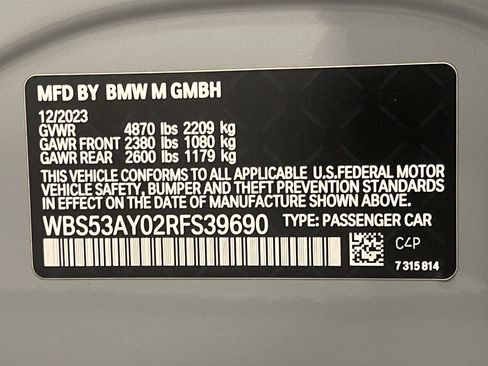 MFD BY BMW M GMBH
12/2023
GVWR 4870 lbs 2209 kg
GAWR FRONT 2380 lbs 1080 kg
GAWR REAR 2600 lbs 1179 kg
THIS VEHICLE CONFORMS TO ALL APPLICABLE U.S.FEDERAL MOTOR
VEHICLE SAFETY, BUMPER AND THEFT PREVENTION STANDARDS
IN EFFECT ON THE DATE OF MANUFACTURE SHOWN ABOVE.
WBS53AY02RFS39690 TYPE: PASSENGER CAR
C4P
7 315 814